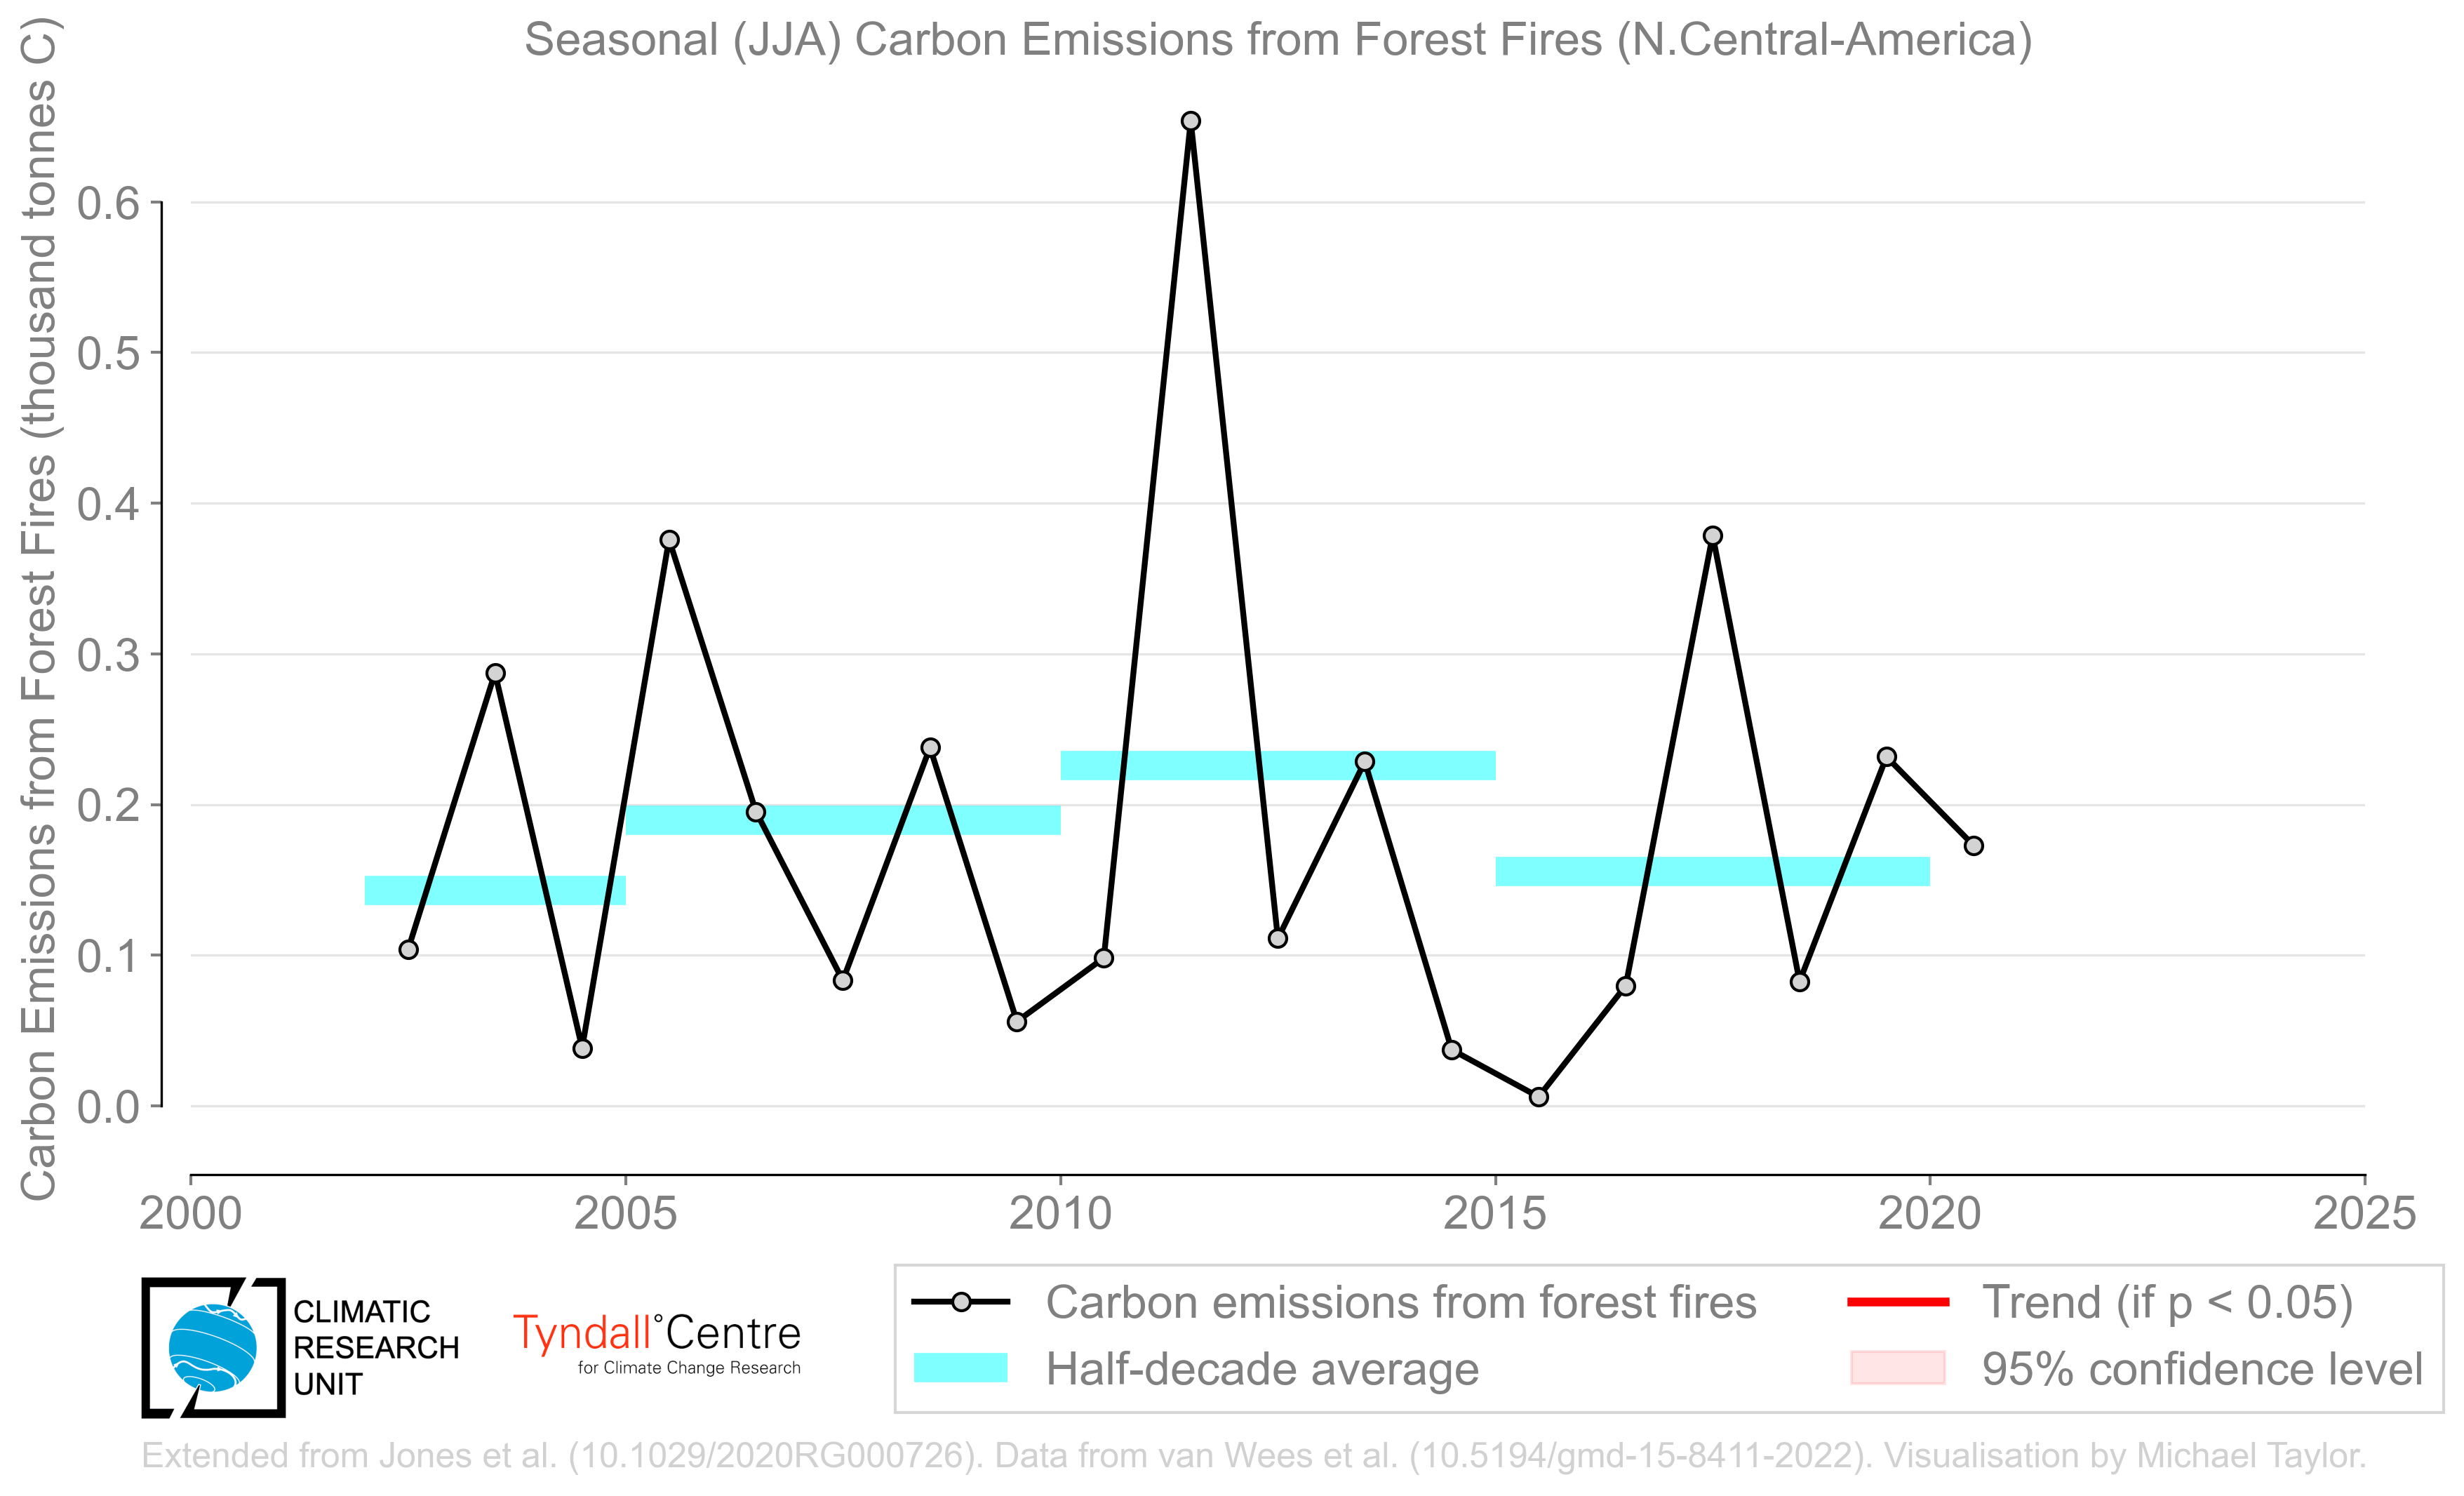 Seasonal (JJA) Carbon Emissions from Forest Fires (N.Central-America)
Carbon Emissions from Forest Fires (thousand tonnes C)
0.6
0.5
0.4
0.3
0.2
0.1
0.0
2000 2005 2010 2015 2020 2025
CLIMATIC
RESEARCH
UNIT
Tyndall°Centre
for Climate Change Research
Carbon emissions from forest fires
Half-decade average
Trend (if p < 0.05)
95% confidence level
Extended from Jones et al. (10.1029/2020RG000726). Data from van Wees et al. (10.5194/gmd-15-8411-2022). Visualisation by Michael Taylor.